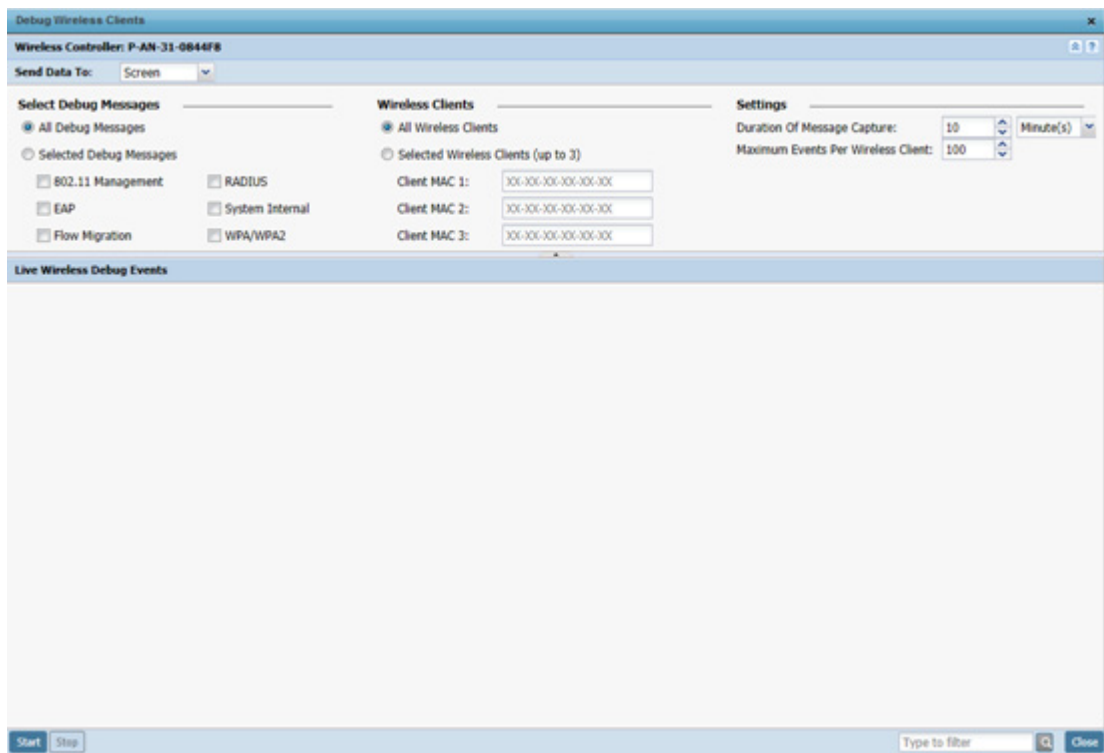 Debug Wireless Clients
Wireless Controller: P-AN-31-0844F8
Send Data To: Screen
Select Debug Messages Wireless Clients Settings
All Debug Messages All Wireless Clients Duration Of Message Capture: 10 Minute(s)
Selected Debug Messages Selected Wireless Clients (up to 3) Maximum Events Per Wireless Client: 100
802.11 Management RADIUS Client MAC 1: XX-XX-XX-XX-XX-XX
EAP System Internal Client MAC 2: XX-XX-XX-XX-XX-XX
Flow Migration WPA/WPA2 Client MAC 3: XX-XX-XX-XX-XX-XX
Live Wireless Debug Events
Start Stop Type to filter Close